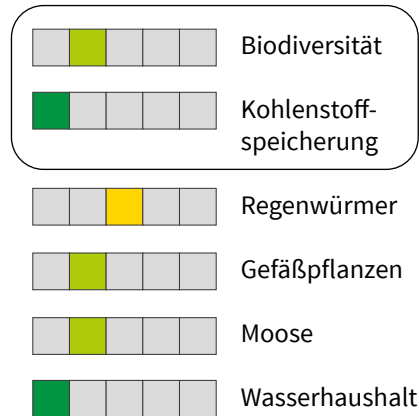 Biodiversität
Kohlenstoff-
speicherung
Regenwürmer
Gefäßpflanzen
Moose
Wasserhaushalt